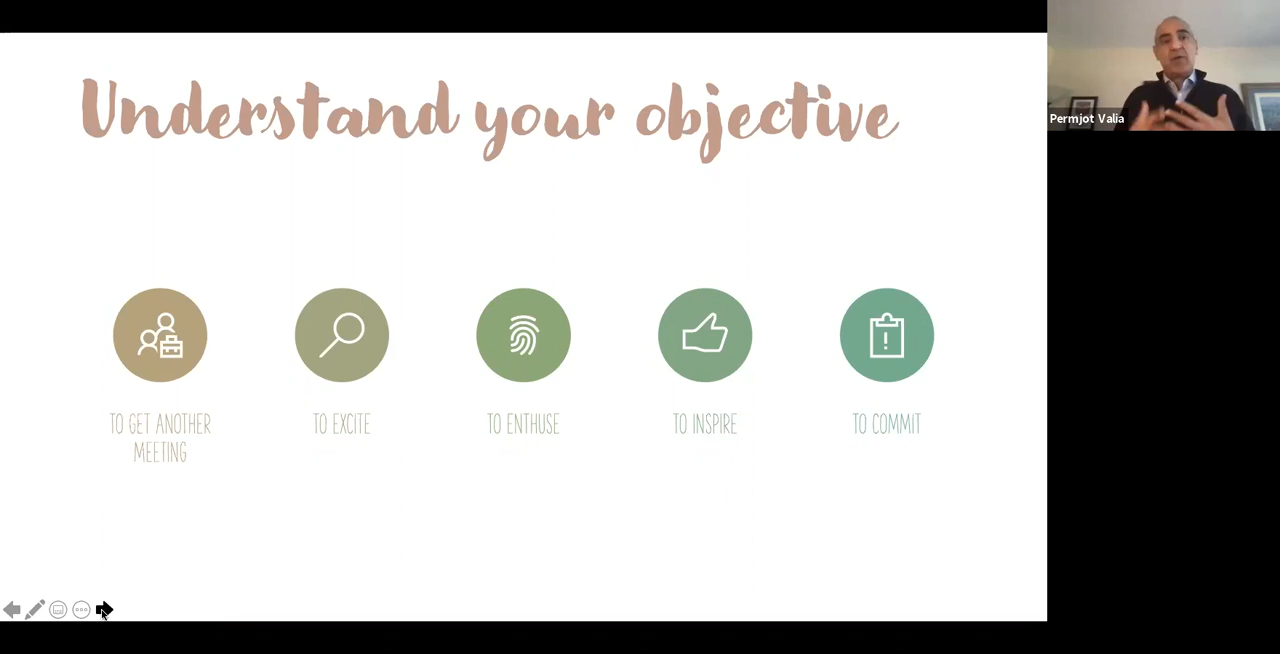 Understand your objective
Permjot Valia
TO GET ANOTHER
MEETING
TO EXCITE
TO ENTHUSE
TO INSPIRE
TO COMMIT